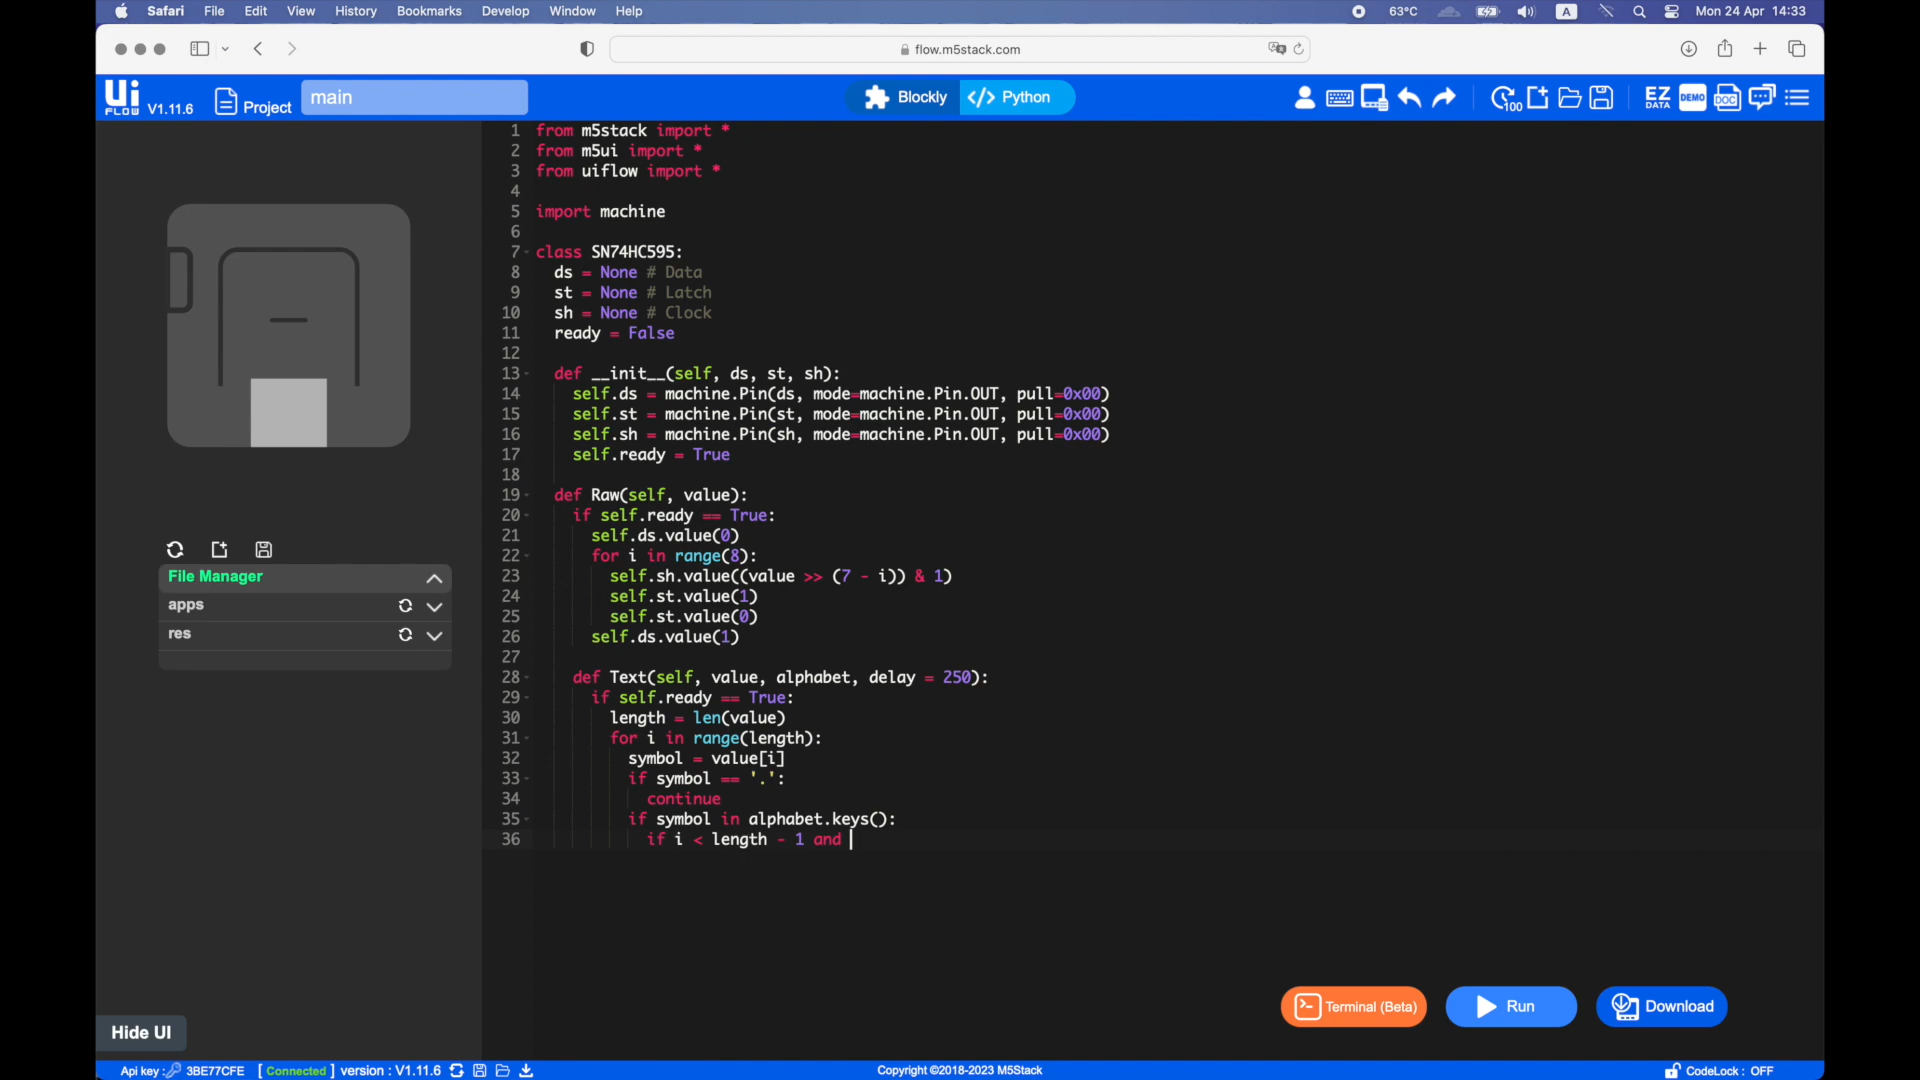 Safari File Edit View History Bookmarks Develop Window Help 63°C A Mon 24 Apr 14:33
flow.m5stack.com
Ui FLOW V1.11.6 Project main Blockly </> Python 100 EZ DATA DEMO DOC
1 from m5stack import *
2 from m5ui import *
3 from uiflow import *
4
5 import machine
6
7 class SN74HC595:
8 ds = None # Data
9 st = None # Latch
10 sh = None # Clock
11 ready = False
12
13 def __init__(self, ds, st, sh):
14 self.ds = machine.Pin(ds, mode=machine.Pin.OUT, pull=0x00)
15 self.st = machine.Pin(st, mode=machine.Pin.OUT, pull=0x00)
16 self.sh = machine.Pin(sh, mode=machine.Pin.OUT, pull=0x00)
17 self.ready = True
18
19 def Raw(self, value):
20 if self.ready == True:
21 self.ds.value(0)
22 for i in range(8):
23 self.sh.value((value >> (7 - i)) & 1)
24 self.st.value(1)
25 self.st.value(0)
26 self.ds.value(1)
27
28 def Text(self, value, alphabet, delay = 250):
29 if self.ready == True:
30 length = len(value)
31 for i in range(length):
32 symbol = value[i]
33 if symbol == '.':
34 continue
35 if symbol in alphabet.keys():
36 if i < length - 1 and
File Manager
apps
res
Terminal (Beta) Run Download
Hide UI
Api key : 3BE77CFE [ Connected ] version : V1.11.6 Copyright ©2018-2023 M5Stack CodeLock : OFF